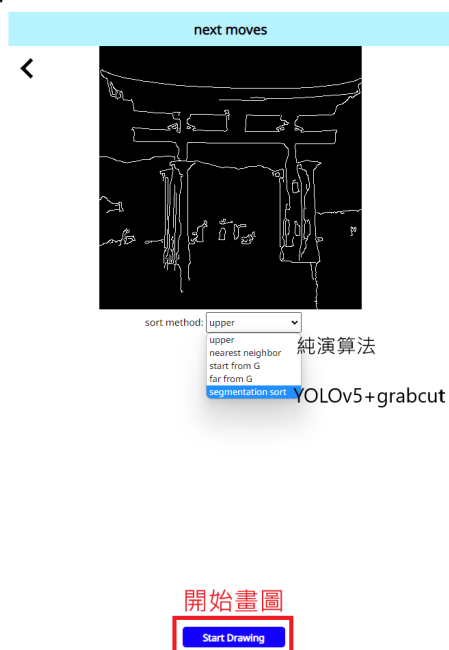 next moves
sort method: upper
upper
nearest neighbor
純演算法
start from G
far from G
segmentation sort
YOLOv5+grabcut
開始畫圖
Start Drawing